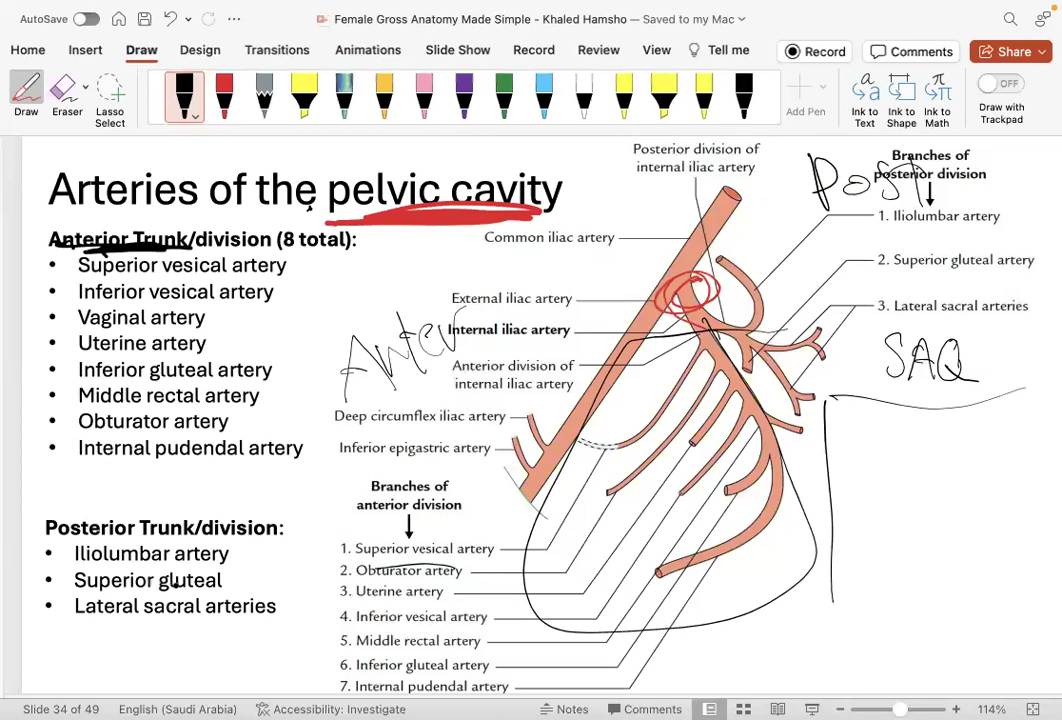 AutoSave
Female Gross Anatomy Made Simple - Khaled Hamsho — Saved to my Mac
Home
Insert
Draw
Design
Transitions
Animations
Slide Show
Record
Review
View
Tell me
Record
Comments
Share
Draw
Eraser
Lasso
Select
Add Pen
Ink to
Text
Ink to
Shape
Ink to
Math
OFF
Draw with
Trackpad
Arteries of the pelvic cavity
Anterior Trunk/division (8 total):
• Superior vesical artery
• Inferior vesical artery
• Vaginal artery
• Uterine artery
• Inferior gluteal artery
• Middle rectal artery
• Obturator artery
• Internal pudendal artery
Posterior Trunk/division:
• Iliolumbar artery
• Superior gluteal
• Lateral sacral arteries
Posterior division of
internal iliac artery
Common iliac artery
External iliac artery
Internal iliac artery
Anterior division of
internal iliac artery
Deep circumflex iliac artery
Inferior epigastric artery
Branches of
anterior division
1. Superior vesical artery
2. Obturator artery
3. Uterine artery
4. Inferior vesical artery
5. Middle rectal artery
6. Inferior gluteal artery
7. Internal pudendal artery
Post
Branches of
posterior division
1. Iliolumbar artery
2. Superior gluteal artery
3. Lateral sacral arteries
Anter
SAQ
Slide 34 of 49
English (Saudi Arabia)
Accessibility: Investigate
Notes
Comments
114%